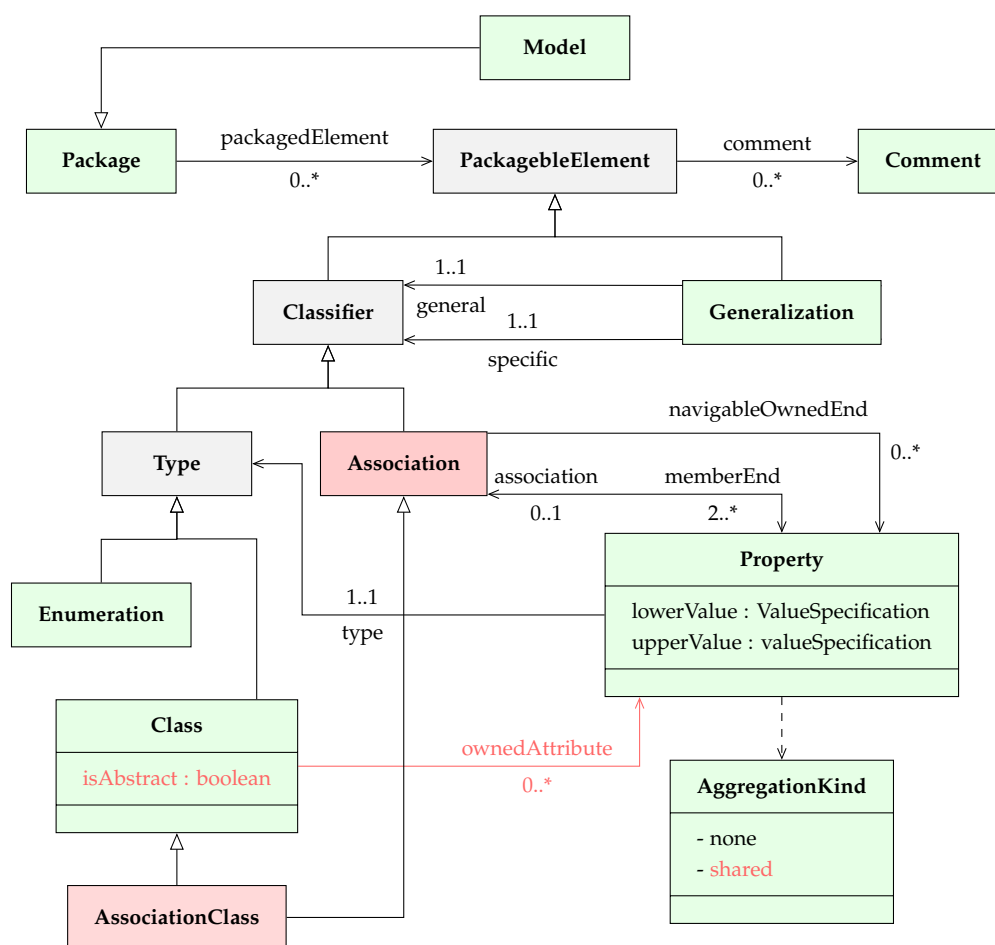 Model
Package
packagedElement
0..*
PackagebleElement
comment
0..*
Comment
Classifier
1..1
general
1..1
specific
Generalization
Type
Association
navigableOwnedEnd
0..*
association
0..1
memberEnd
2..*
Enumeration
1..1
type
Property
lowerValue : ValueSpecification
upperValue : valueSpecification
Class
isAbstract : boolean
ownedAttribute
0..*
AggregationKind
- none
- shared
AssociationClass